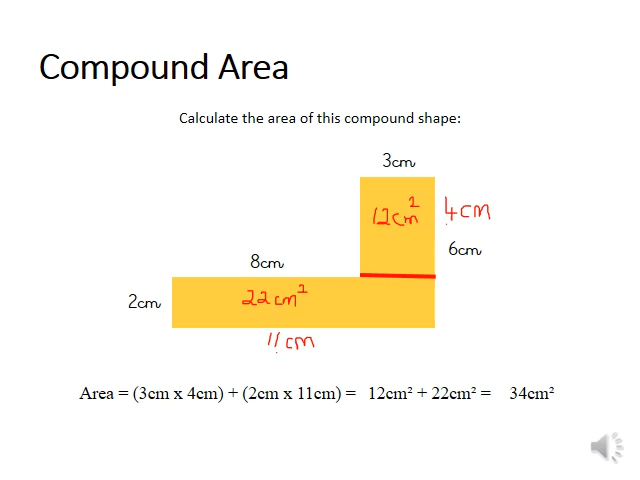 Compound Area
Calculate the area of this compound shape:
3cm
12cm²
4cm
6cm
8cm
2cm
22cm²
11cm
Area = (3cm x 4cm) + (2cm x 11cm) = 12cm² + 22cm² = 34cm²